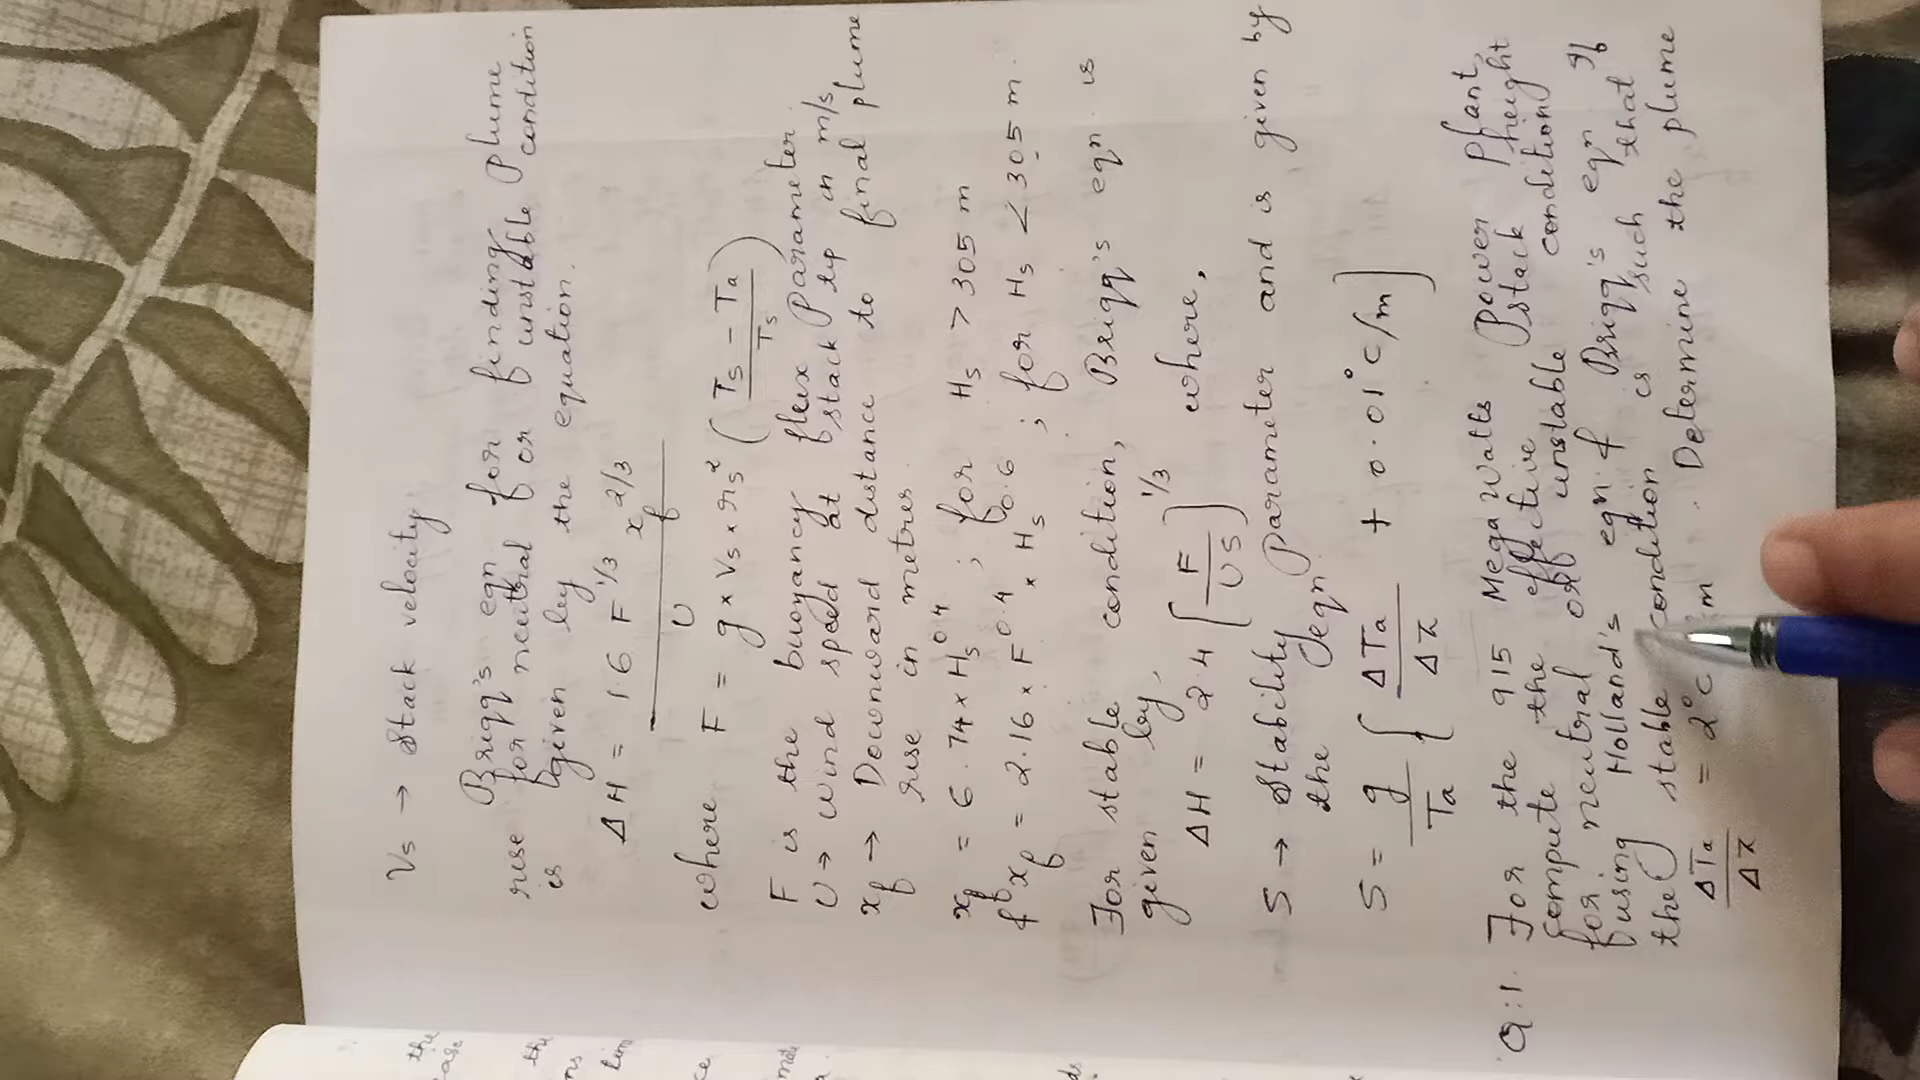 Vs → Stack velocity
Brigg's eqn for finding plume
rise for neutral or unstable condition
is given by the equation.
ΔH = 1.6 F^1/3 x_f^2/3
U
where F = g × Vs × rs² (Ts - Ta / Ts)
F is the buoyancy flux Parameter.
U → wind speed at stack tip in m/s
x_f → Downward distance to final plume
rise in metres.
x_f = 6.74 × Hs^0.4 ; for Hs > 305 m
f x_f = 2.16 × F^0.4 × Hs^0.6 ; for Hs < 305 m.
For stable condition, Brigg's eqn. is
given by,
ΔH = 2.4 [F / US]^1/3 where,
S → Stability Parameter and is given by
the eqn
S = g / Ta [ΔTa / Δz + 0.01°c/m]
Q:1. For the 915 Mega Watts Power Plant,
compute the effective stack height
for neutral or unstable condition
using Holland's eqn. f Brigg's eqn. If
the stable condition is such that
ΔTa / Δz = 2°c m. Determine the plume
the
the